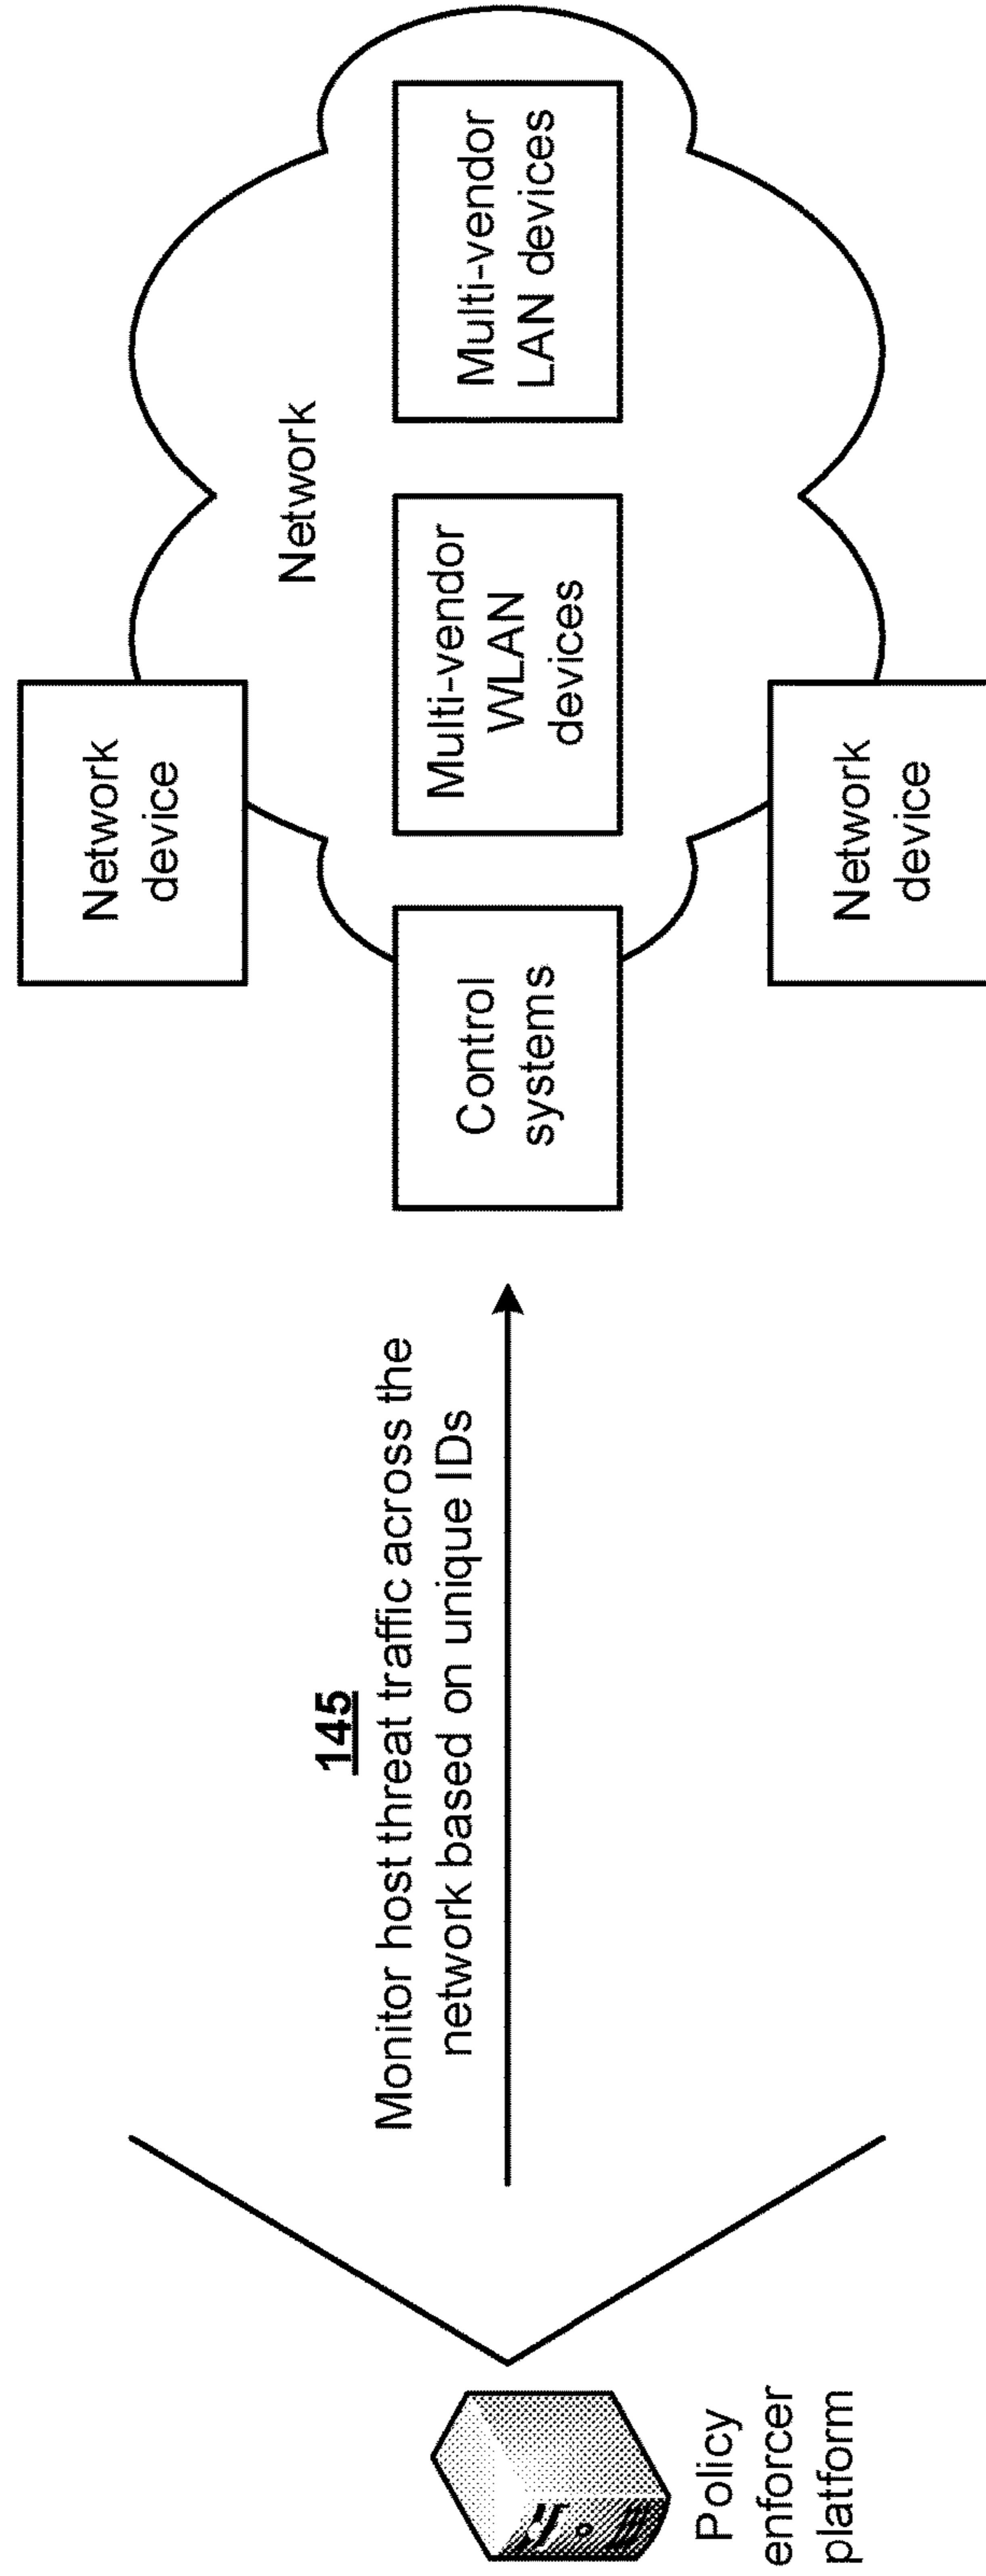 Policy
enforcer
platform
145
Monitor host threat traffic across the
network based on unique IDs
Network
device
Network
Control
systems
Multi-vendor
WLAN
devices
Multi-vendor
LAN devices
Network
device